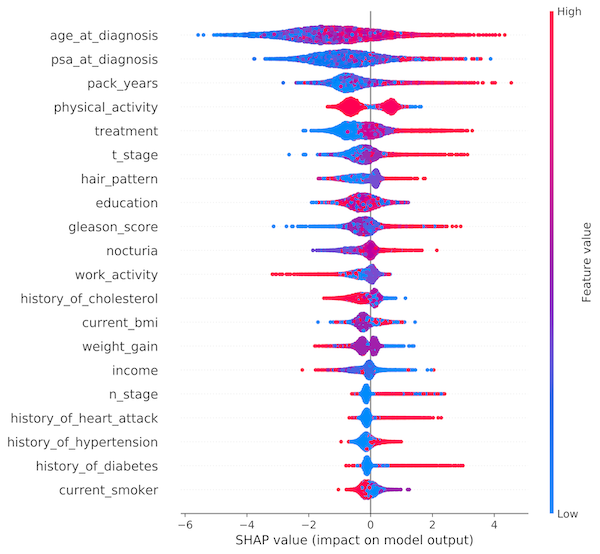 High
age_at_diagnosis
psa_at_diagnosis
pack_years
physical_activity
treatment
t_stage
hair_pattern
education
gleason_score
nocturia
work_activity
history_of_cholesterol
current_bmi
weight_gain
income
n_stage
history_of_heart_attack
history_of_hypertension
history_of_diabetes
current_smoker
Feature value
Low
−6 −4 −2 0 2 4
SHAP value (impact on model output)